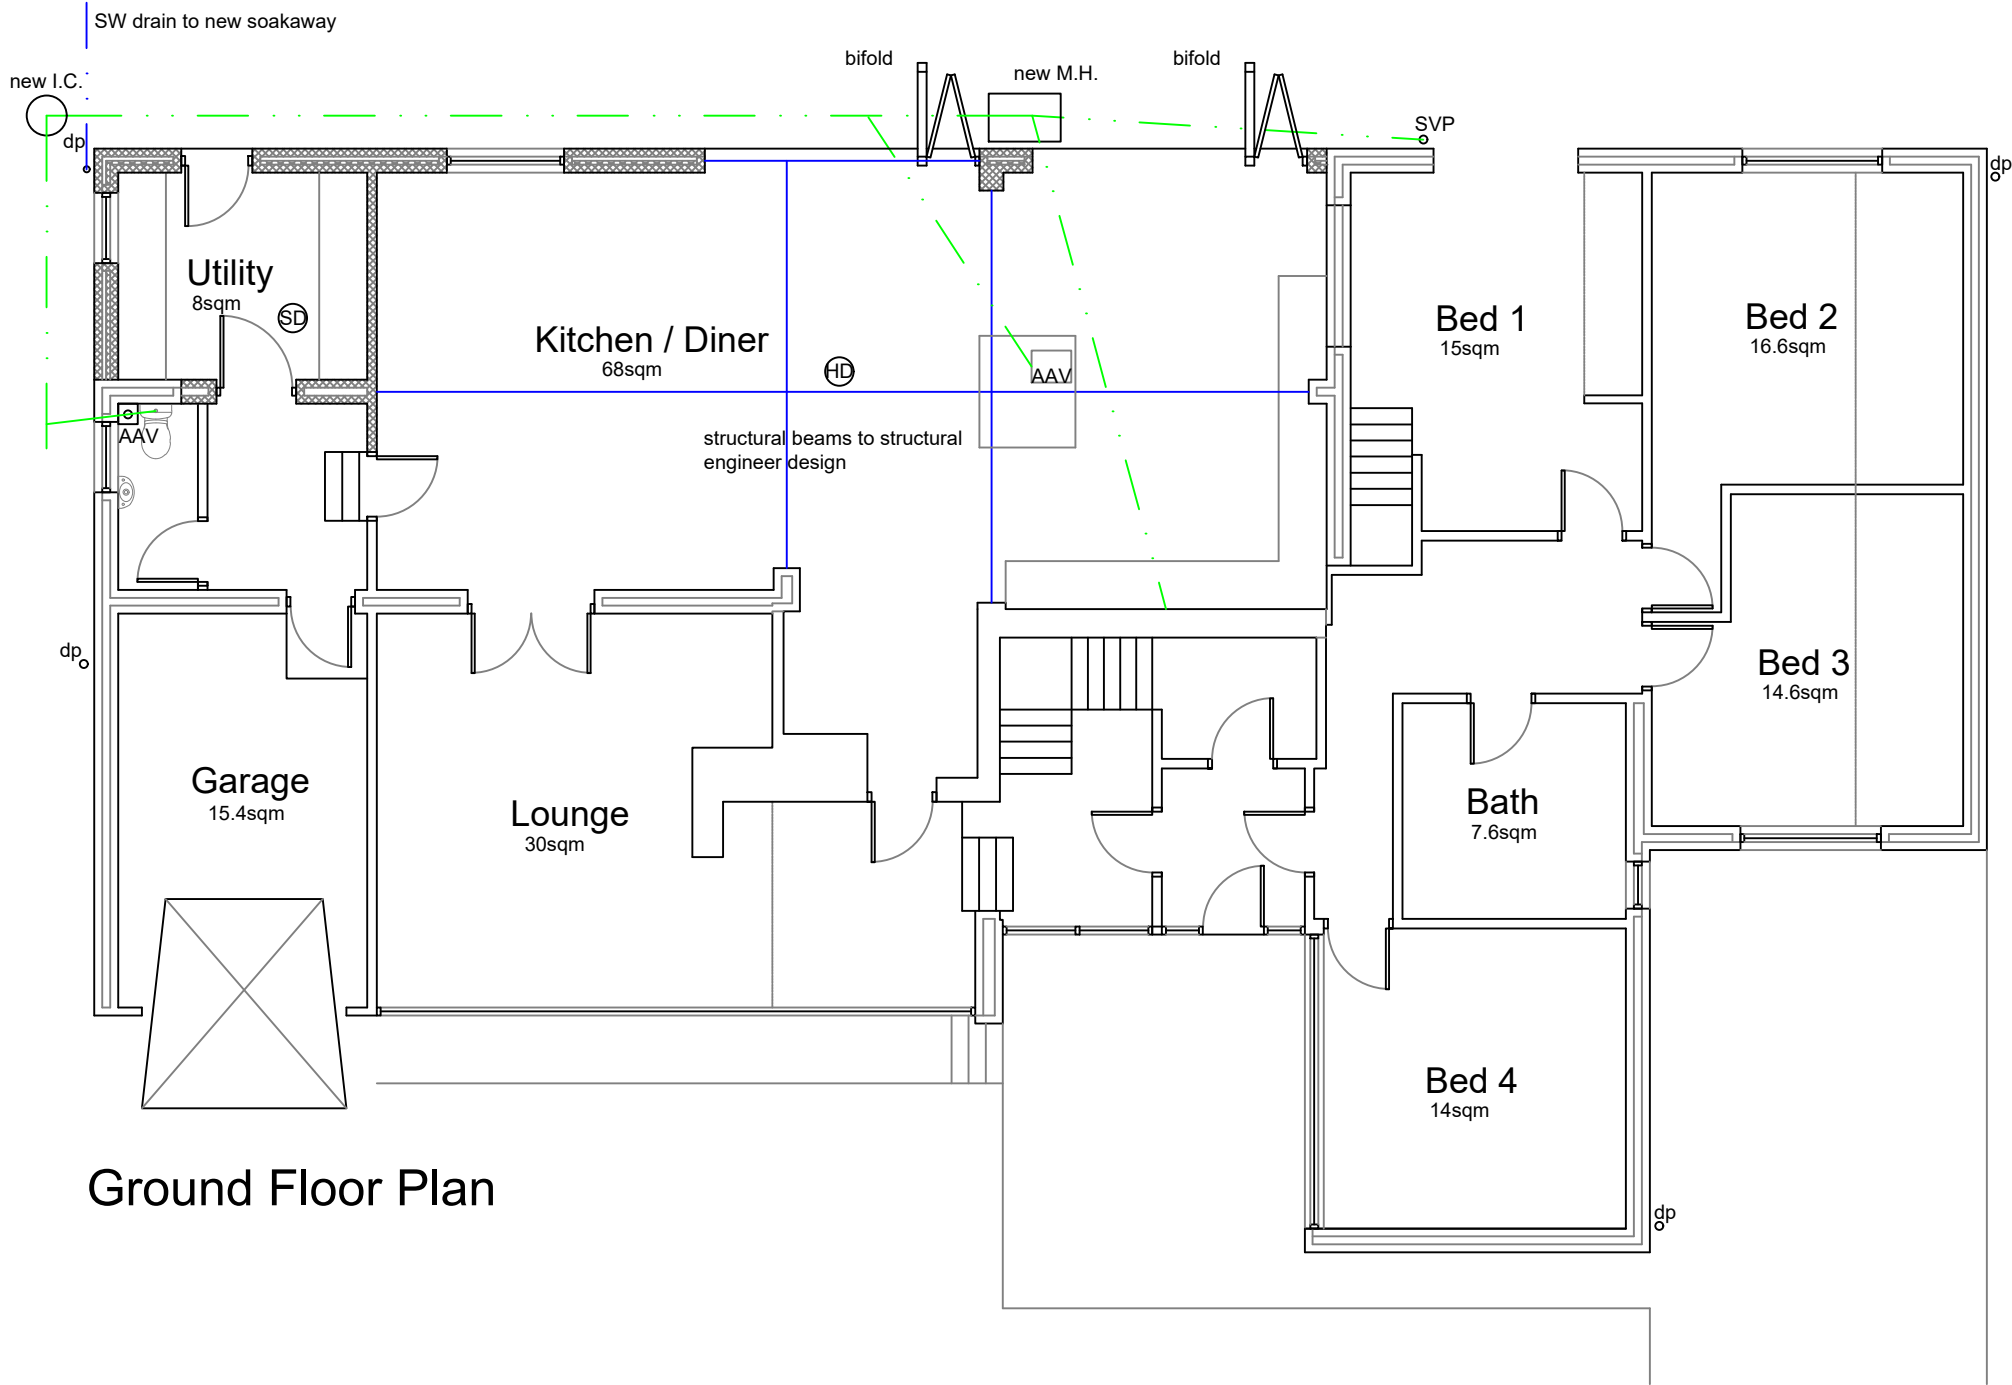 SW drain to new soakaway
bifold
bifold
new M.H.
new I.C.
SVP
dp
dp
Utility
8sqm
SD
Kitchen / Diner
68sqm
HD
AAV
Bed 1
15sqm
Bed 2
16.6sqm
AAV
structural beams to structural
engineer design
dp
Bed 3
14.6sqm
Garage
15.4sqm
Lounge
30sqm
Bath
7.6sqm
Bed 4
14sqm
Ground Floor Plan
dp